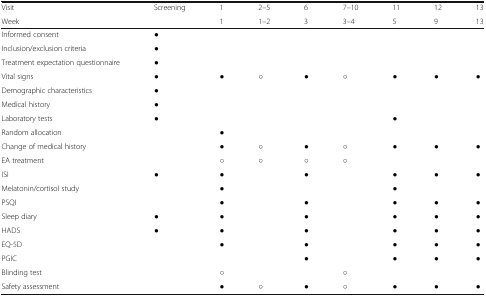 Visit Screening 1 2–5 6 7–10 11 12 13
Week 1 1–2 3 3–4 5 9 13
Informed consent ●
Inclusion/exclusion criteria ●
Treatment expectation questionnaire ●
Vital signs ● ● ○ ● ○ ● ● ●
Demographic characteristics ●
Medical history ●
Laboratory tests ● ●
Random allocation ●
Change of medical history ● ○ ● ○ ● ● ●
EA treatment ○ ○ ○ ○
ISI ● ● ● ● ● ●
Melatonin/cortisol study ● ●
PSQI ● ● ● ● ●
Sleep diary ● ● ● ● ● ●
HADS ● ● ● ● ● ●
EQ-5D ● ● ● ● ●
PGIC ● ● ● ●
Blinding test ○ ○
Safety assessment ● ○ ● ○ ● ● ●